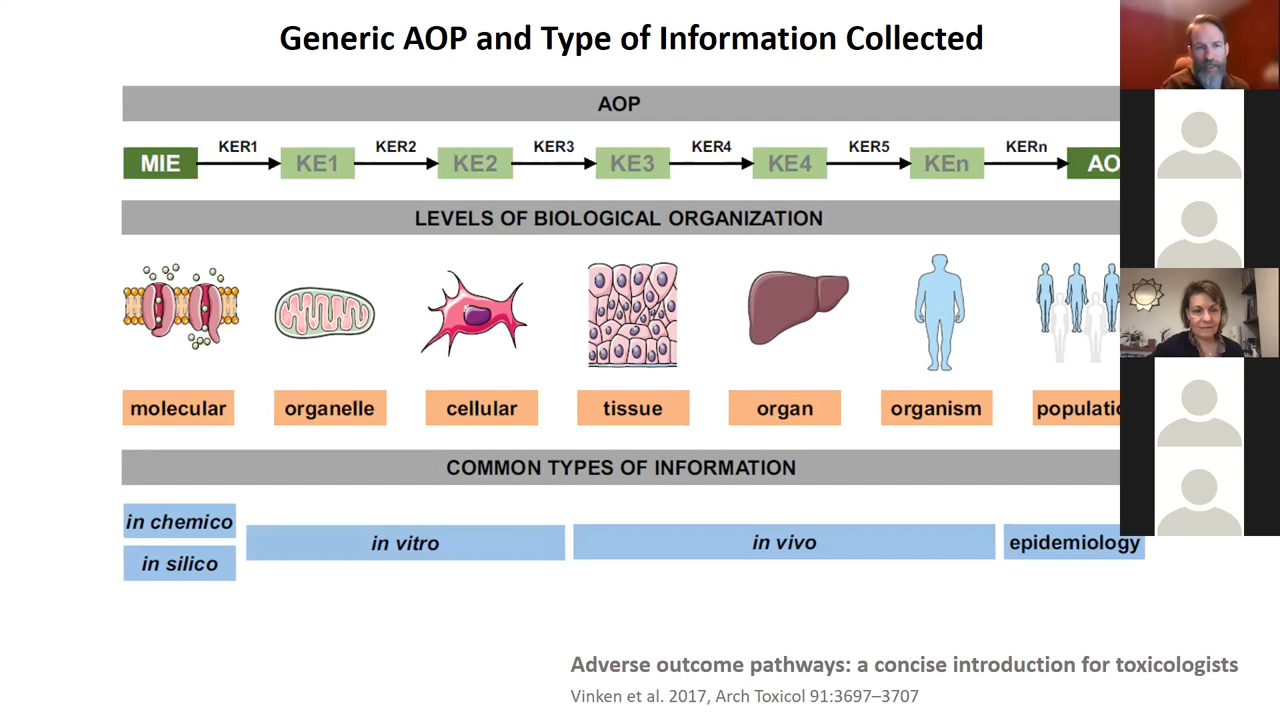 Generic AOP and Type of Information Collected
AOP
KER1 KER2 KER3 KER4 KER5 KERn
MIE KE1 KE2 KE3 KE4 KEn AO
LEVELS OF BIOLOGICAL ORGANIZATION
molecular organelle cellular tissue organ organism populatio
COMMON TYPES OF INFORMATION
in chemico
in vitro in vivo epidemiology
in silico
Adverse outcome pathways: a concise introduction for toxicologists
Vinken et al. 2017, Arch Toxicol 91:3697–3707